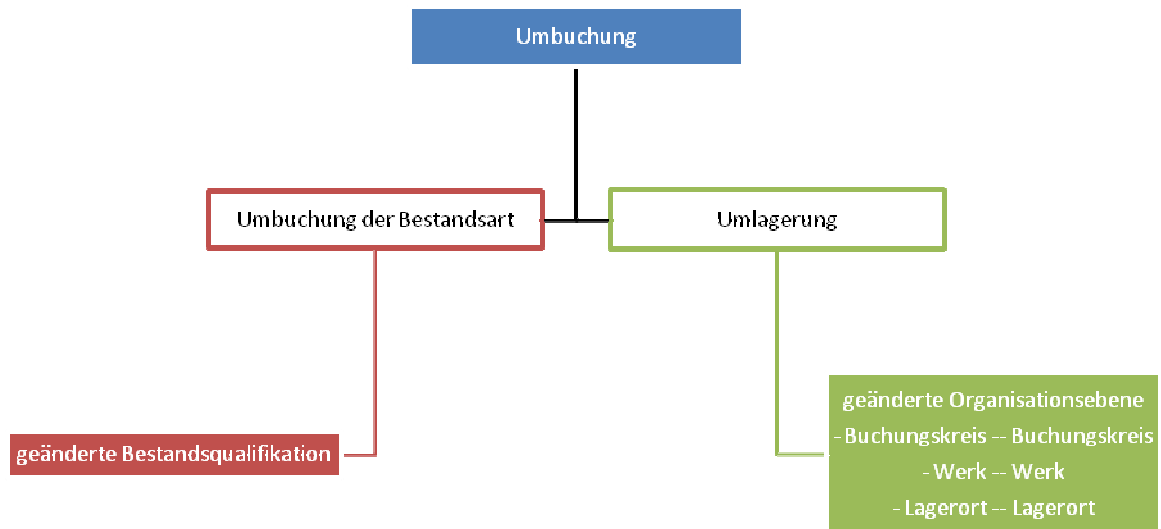 Umbuchung
Umbuchung der Bestandsart
Umlagerung
geänderte Bestandsqualifikation
geänderte Organisationsebene
- Buchungskreis -- Buchungskreis
- Werk -- Werk
- Lagerort -- Lagerort